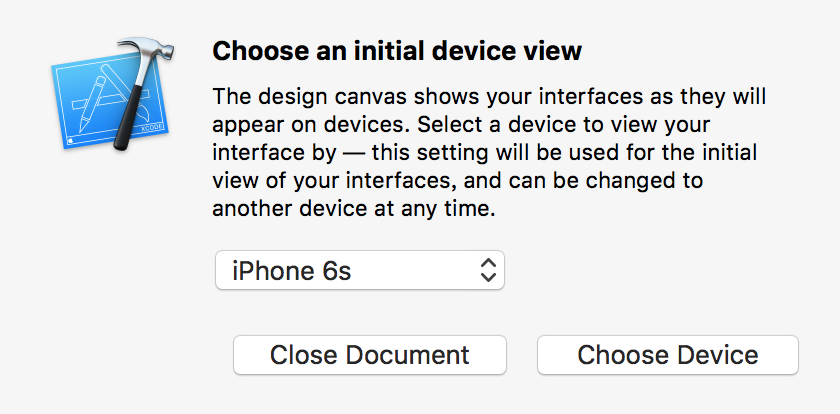 Choose an initial device view
The design canvas shows your interfaces as they will
appear on devices. Select a device to view your
interface by — this setting will be used for the initial
view of your interfaces, and can be changed to
another device at any time.
XCODE
iPhone 6s
Close Document
Choose Device